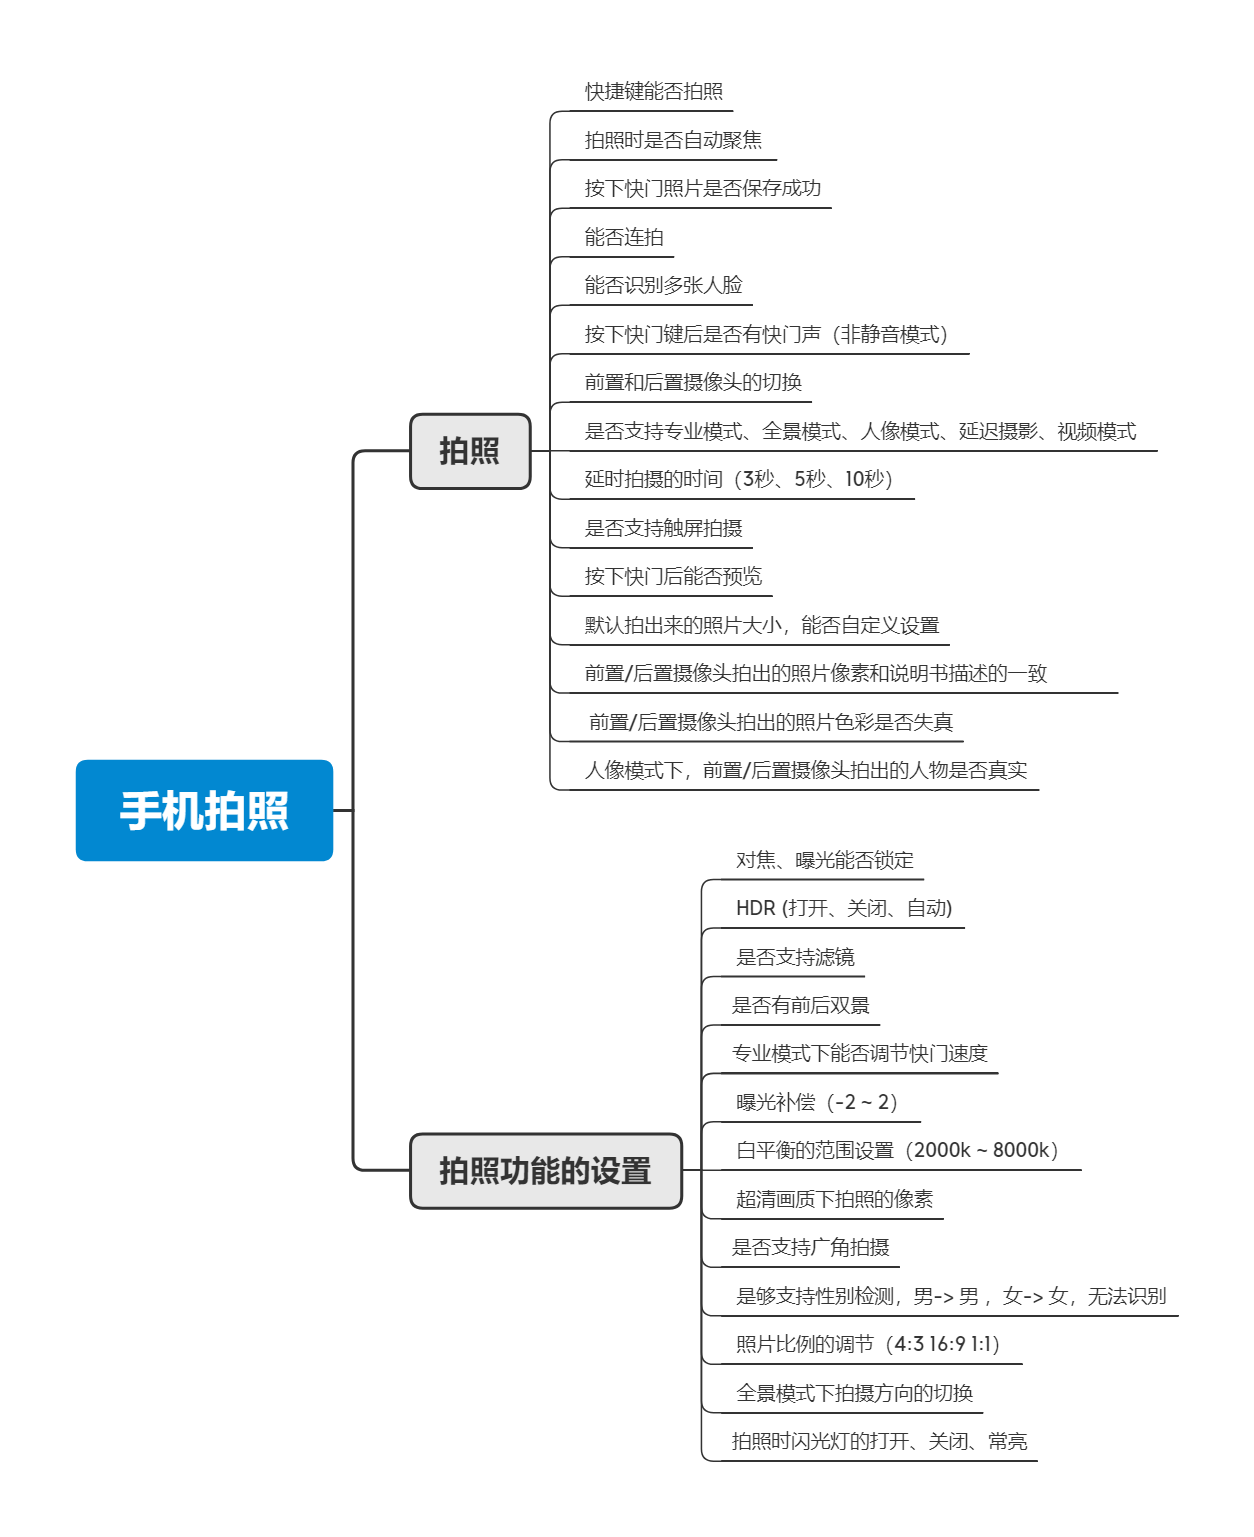 手机拍照
拍照
快捷键能否拍照
拍照时是否自动聚焦
按下快门照片是否保存成功
能否连拍
能否识别多张人脸
按下快门键后是否有快门声（非静音模式）
前置和后置摄像头的切换
是否支持专业模式、全景模式、人像模式、延迟摄影、视频模式
延时拍摄的时间（3秒、5秒、10秒）
是否支持触屏拍摄
按下快门后能否预览
默认拍出来的照片大小，能否自定义设置
前置/后置摄像头拍出的照片像素和说明书描述的一致
前置/后置摄像头拍出的照片色彩是否失真
人像模式下，前置/后置摄像头拍出的人物是否真实
拍照功能的设置
对焦、曝光能否锁定
HDR (打开、关闭、自动)
是否支持滤镜
是否有前后双景
专业模式下能否调节快门速度
曝光补偿（-2 ~ 2）
白平衡的范围设置（2000k ~ 8000k）
超清画质下拍照的像素
是否支持广角拍摄
是够支持性别检测，男-> 男 ，女-> 女，无法识别
照片比例的调节（4:3 16:9 1:1）
全景模式下拍摄方向的切换
拍照时闪光灯的打开、关闭、常亮